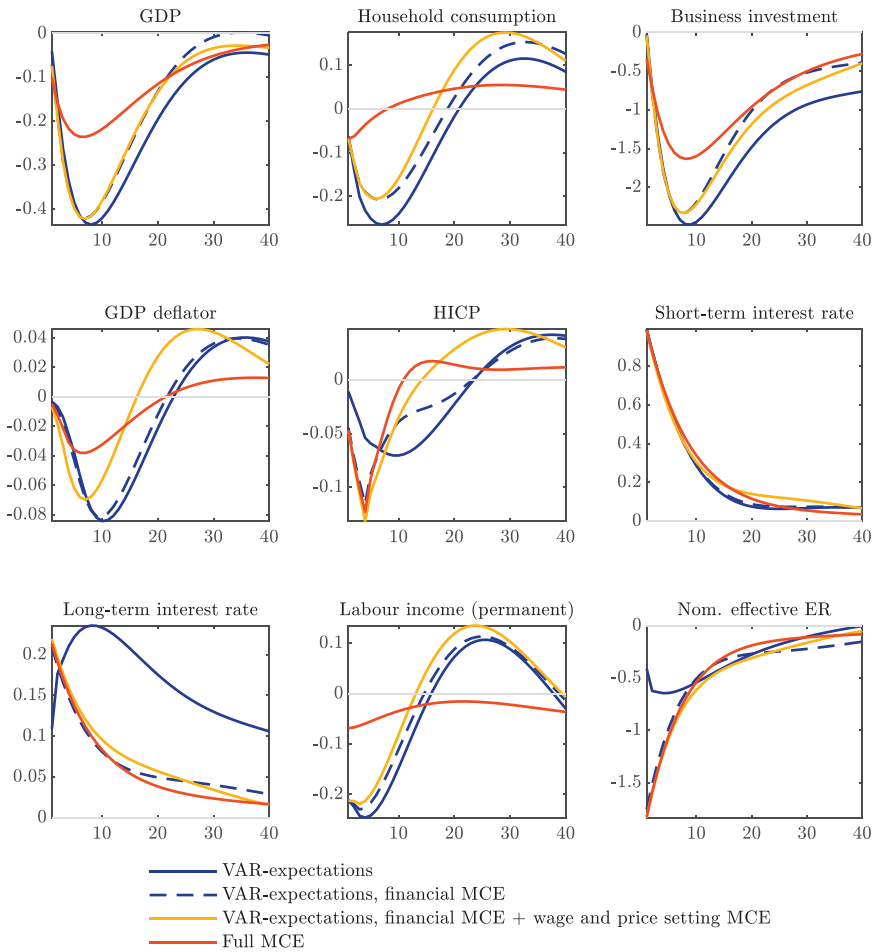 GDP
Household consumption
Business investment
0
-0.1
-0.2
-0.3
-0.4
10 20 30 40
0.1
0
-0.1
-0.2
10 20 30 40
0
-0.5
-1
-1.5
-2
10 20 30 40
GDP deflator
HICP
Short-term interest rate
0.04
0.02
0
-0.02
-0.04
-0.06
-0.08
10 20 30 40
0
-0.05
-0.1
10 20 30 40
0.8
0.6
0.4
0.2
0
10 20 30 40
Long-term interest rate
Labour income (permanent)
Nom. effective ER
0.2
0.15
0.1
0.05
0
10 20 30 40
0.1
0
-0.1
-0.2
10 20 30 40
0
-0.5
-1
-1.5
10 20 30 40
VAR-expectations
VAR-expectations, financial MCE
VAR-expectations, financial MCE + wage and price setting MCE
Full MCE